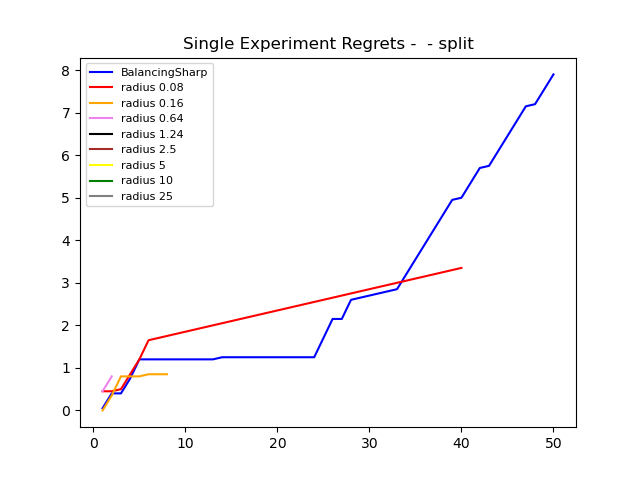 Single Experiment Regrets -  - split
BalancingSharp
radius 0.08
radius 0.16
radius 0.64
radius 1.24
radius 2.5
radius 5
radius 10
radius 25
8
7
6
5
4
3
2
1
0
0 10 20 30 40 50